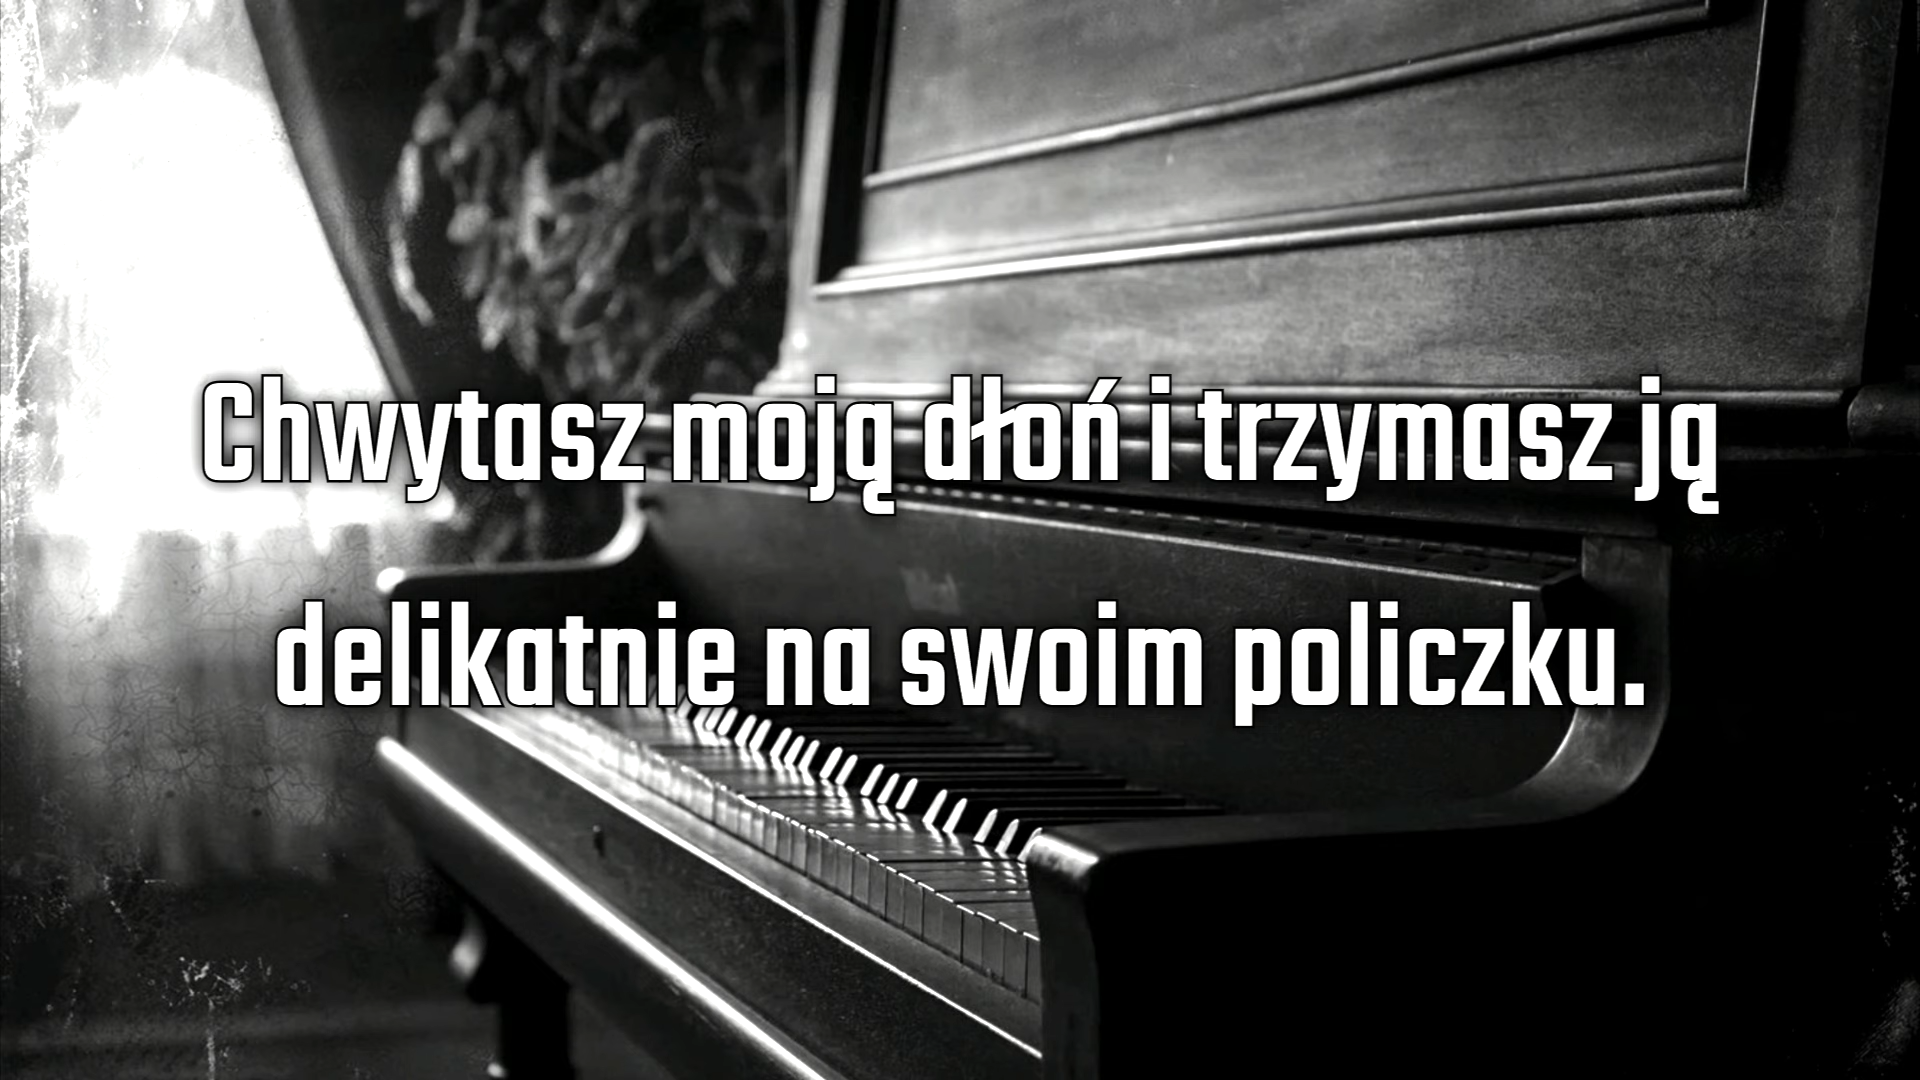 Chwytasz moją dłoń i trzymasz ją
delikatnie na swoim policzku.